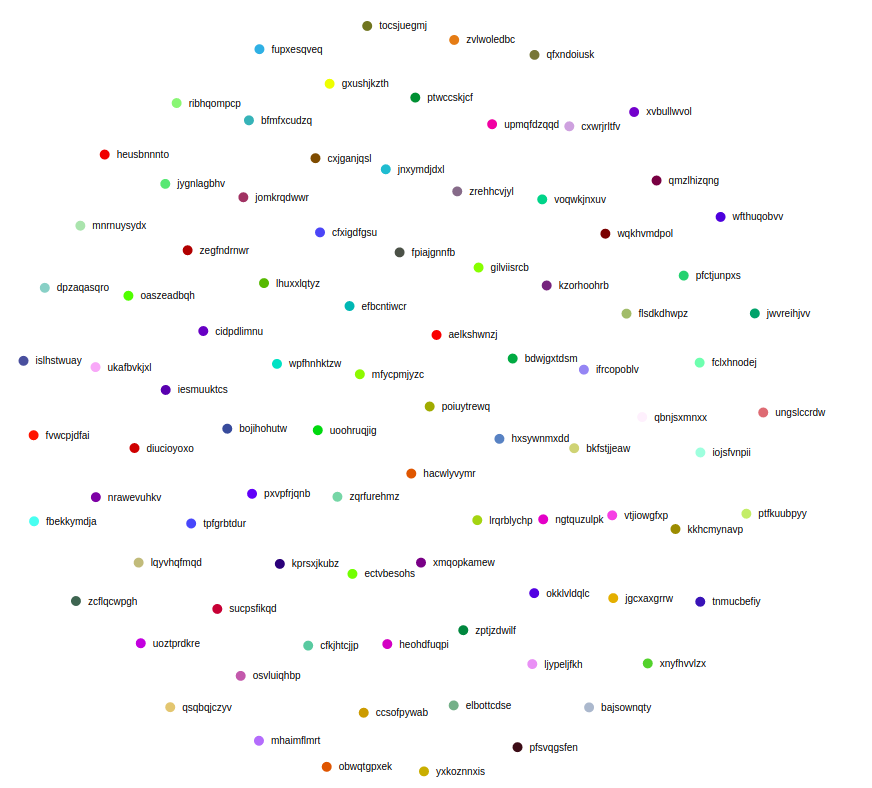 tocsjuegmj
zvlwoledbc
fupxesqveq
qfxndoiusk
gxushjkzth
ptwccskjcf
ribhqompcp
xvbullwvol
bfmfxcudzq
upmqfdzqqd
cxwrjrltfv
heusbnnnto
cxjganjqsl
jnxymdjdxl
qmzlhizqng
jygnlagbhv
zrehhcvjyl
jomkrqdwwr
voqwkjnxuv
wfthuqobvv
mnrnuysydx
cfxigdfgsu
wqkhvmdpol
zegfndrnwr
fpiajgnnfb
gilviisrcb
pfctjunpxs
lhuxxlqtyz
kzorhoohrb
dpzaqasqro
oaszeadbqh
efbcntiwcr
flsdkdhwpz
jwvreihjvv
cidpdlimnu
aelkshwnzj
bdwjgxtdsm
islhstwuay
fclxhnodej
wpfhnhktzw
ukafbvkjxl
ifrcopoblv
mfycpmjyzc
iesmuuktcs
poiuytrewq
ungslccrdw
qbnjsxmnxx
bojihohutw
uoohruqjig
fvwcpjdfai
hxsywnmxdd
diucioyoxo
bkfstjjeaw
iojsfvnpii
hacwlyvymr
pxvpfrjqnb
zqrfurehmz
nrawevuhkv
ptfkuubpyy
vtjiowgfxp
ngtquzulpk
lrqrblychp
fbekkymdja
tpfgrbtdur
kkhcmynavp
lqyvhqfmqd
xmqopkamew
kprsxjkubz
ectvbesohs
okklvldqlc
jgcxaxgrrw
zcflqcwpgh
tnmucbefiy
sucpsfikqd
zptjzdwilf
uoztprdkre
heohdfuqpi
cfkjhtcjjp
xnyfhvvlzx
ljypeljfkh
osvluiqhbp
elbottcdse
qsqbqjczyv
bajsownqty
ccsofpywab
mhaimflmrt
pfsvqgsfen
obwqtgpxek
yxkoznnxis